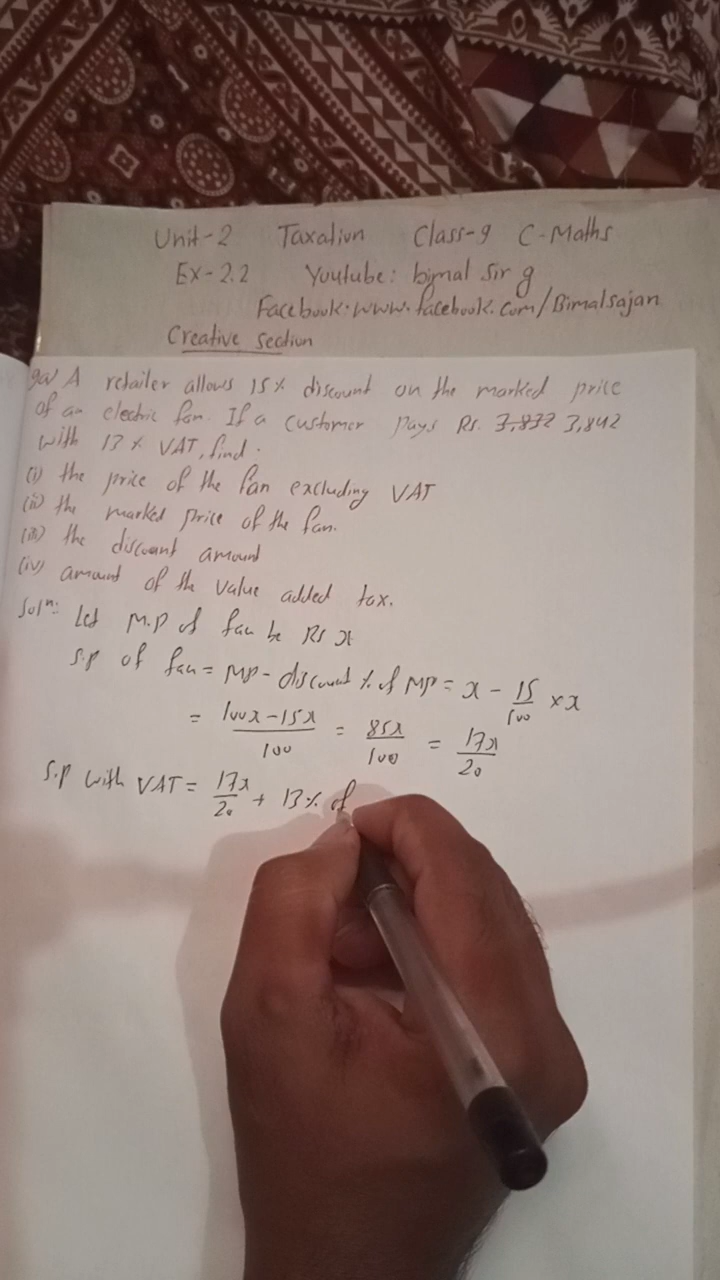 Unit-2 Taxation Class-9 C-Maths
Ex-2.2 Youtube: bimal sir g
Facebook:www.facebook.com/Bimalsajan
Creative section
9a) A retailer allows 15% discount on the marked price
of an electric fan. If a customer pays Rs. 3,832 3,842
with 13% VAT, find.
(i) the price of the fan excluding VAT
(ii) the marked price of the fan.
(iii) the discount amount
(iv) amount of the value added tax.
Solⁿ: Let M.P of fan be Rs x
S.P of fan = MP - discount % of MP = x - 15/100 × x
= 100x-15x/100 = 85x/100 = 17x/20
S.P with VAT = 17x/20 + 13% of